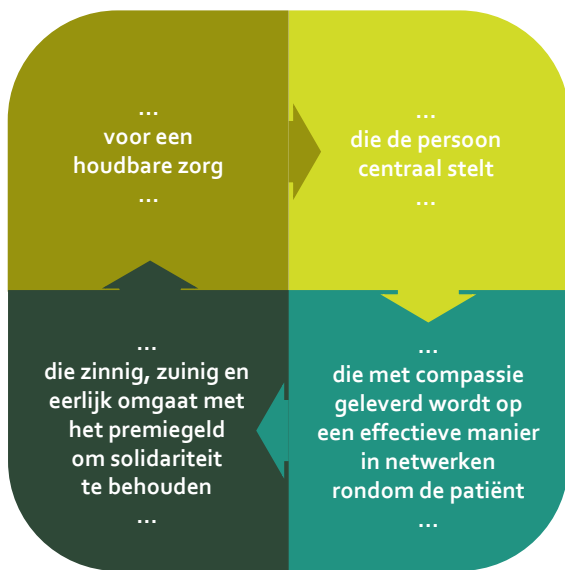 ...
voor een
houdbare zorg
...
...
die de persoon
centraal stelt
...
...
die met compassie
geleverd wordt op
een effectieve manier
in netwerken
rondom de patiënt
...
...
die zinnig, zuinig en
eerlijk omgaat met
het premiegeld
om solidariteit
te behouden
...